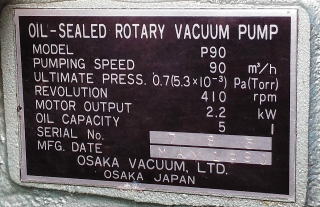 OIL-SEALED ROTARY VACUUM PUMP
MODEL P90
PUMPING SPEED 90 m³/h
ULTIMATE PRESS. 0.7(5.3×10⁻³) Pa(Torr)
REVOLUTION 410 rpm
MOTOR OUTPUT 2.2 kW
OIL CAPACITY 5 l
SERIAL No.
MFG. DATE
OSAKA VACUUM, LTD.
OSAKA JAPAN